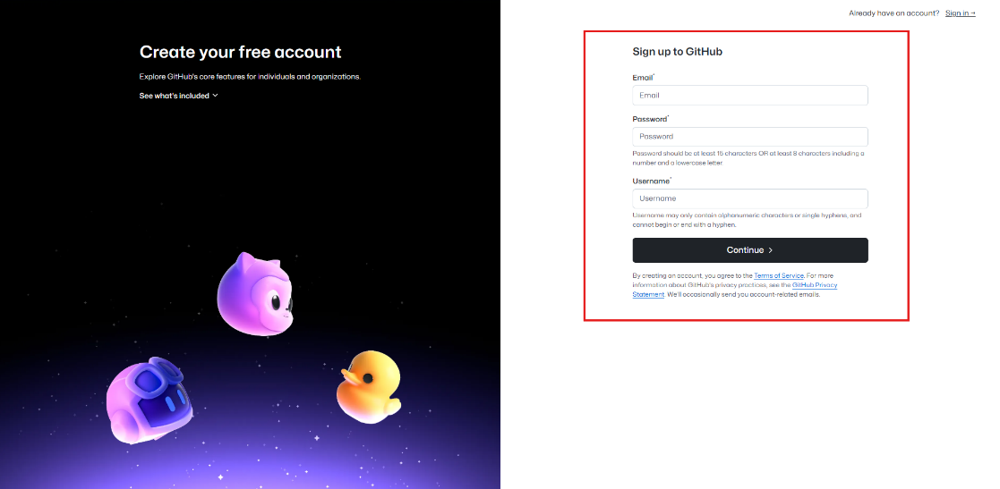 Create your free account
Explore GitHub's core features for individuals and organizations.
See what's included
Already have an account? Sign in →
Sign up to GitHub
Email*
Email
Password*
Password
Password should be at least 15 characters OR at least 8 characters including a
number and a lowercase letter.
Username*
Username
Username may only contain alphanumeric characters or single hyphens, and
cannot begin or end with a hyphen.
Continue
By creating an account, you agree to the Terms of Service. For more
information about GitHub's privacy practices, see the GitHub Privacy
Statement. We'll occasionally send you account-related emails.